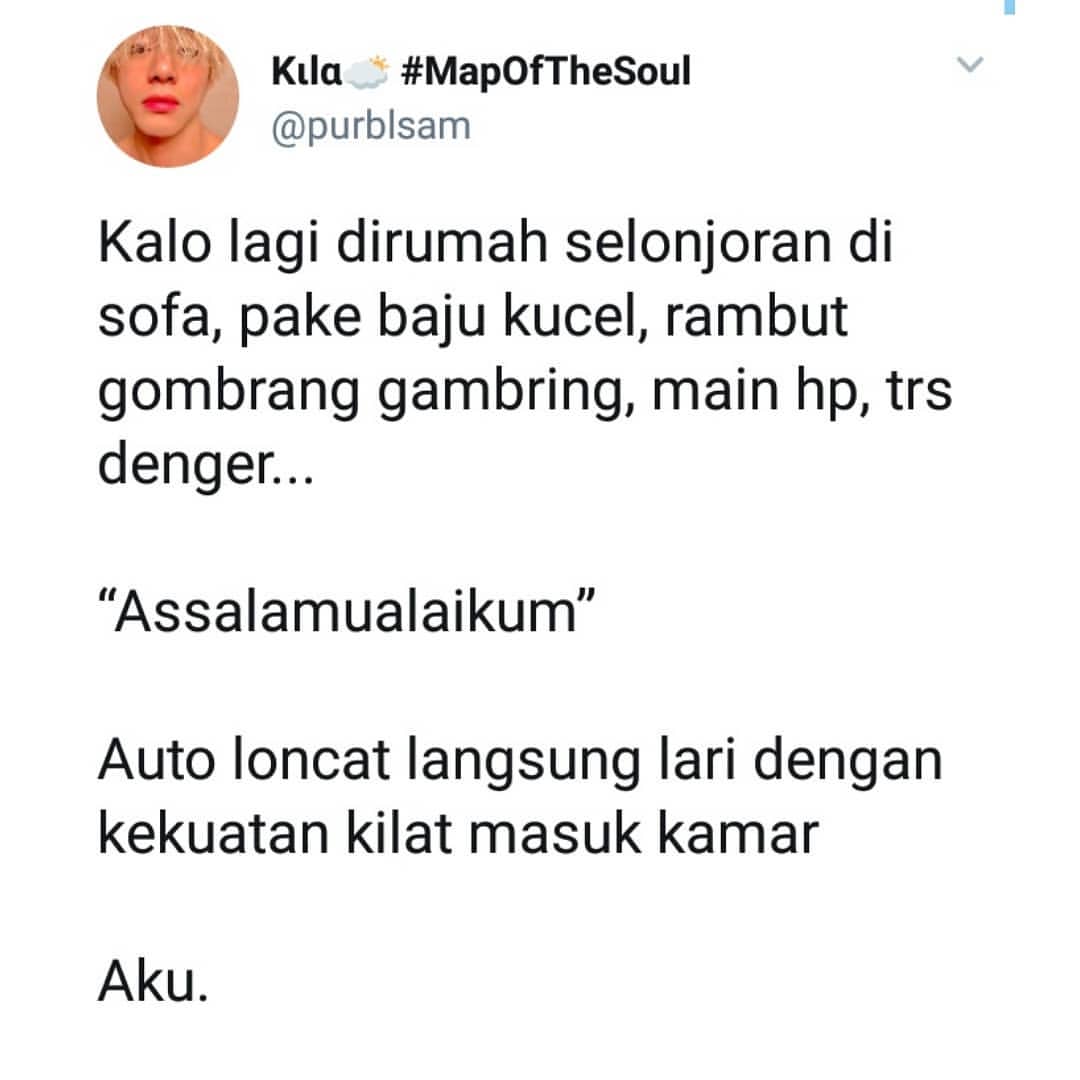 Kιlα🌥 #MapOfTheSoul
@purblsam
Kalo lagi dirumah selonjoran di
sofa, pake baju kucel, rambut
gombrang gambring, main hp, trs
denger...
“Assalamualaikum”
Auto loncat langsung lari dengan
kekuatan kilat masuk kamar
Aku.